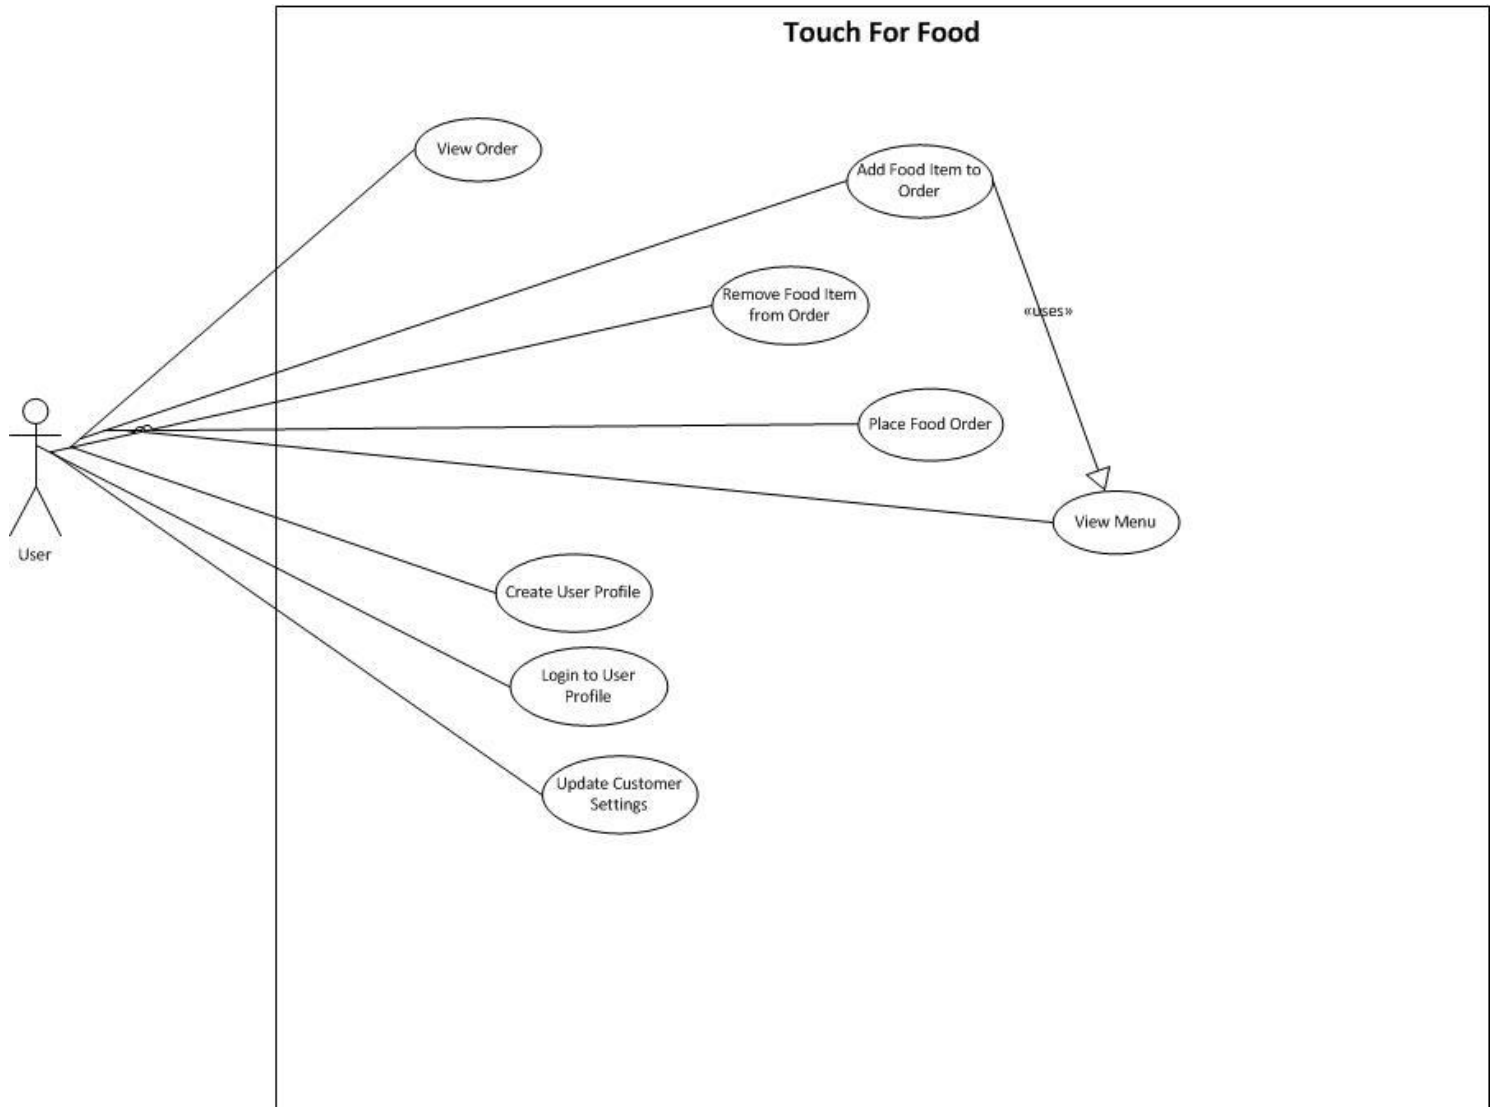 Touch For Food
View Order
Add Food Item to
Order
Remove Food Item
from Order
«uses»
Place Food Order
View Menu
User
Create User Profile
Login to User
Profile
Update Customer
Settings